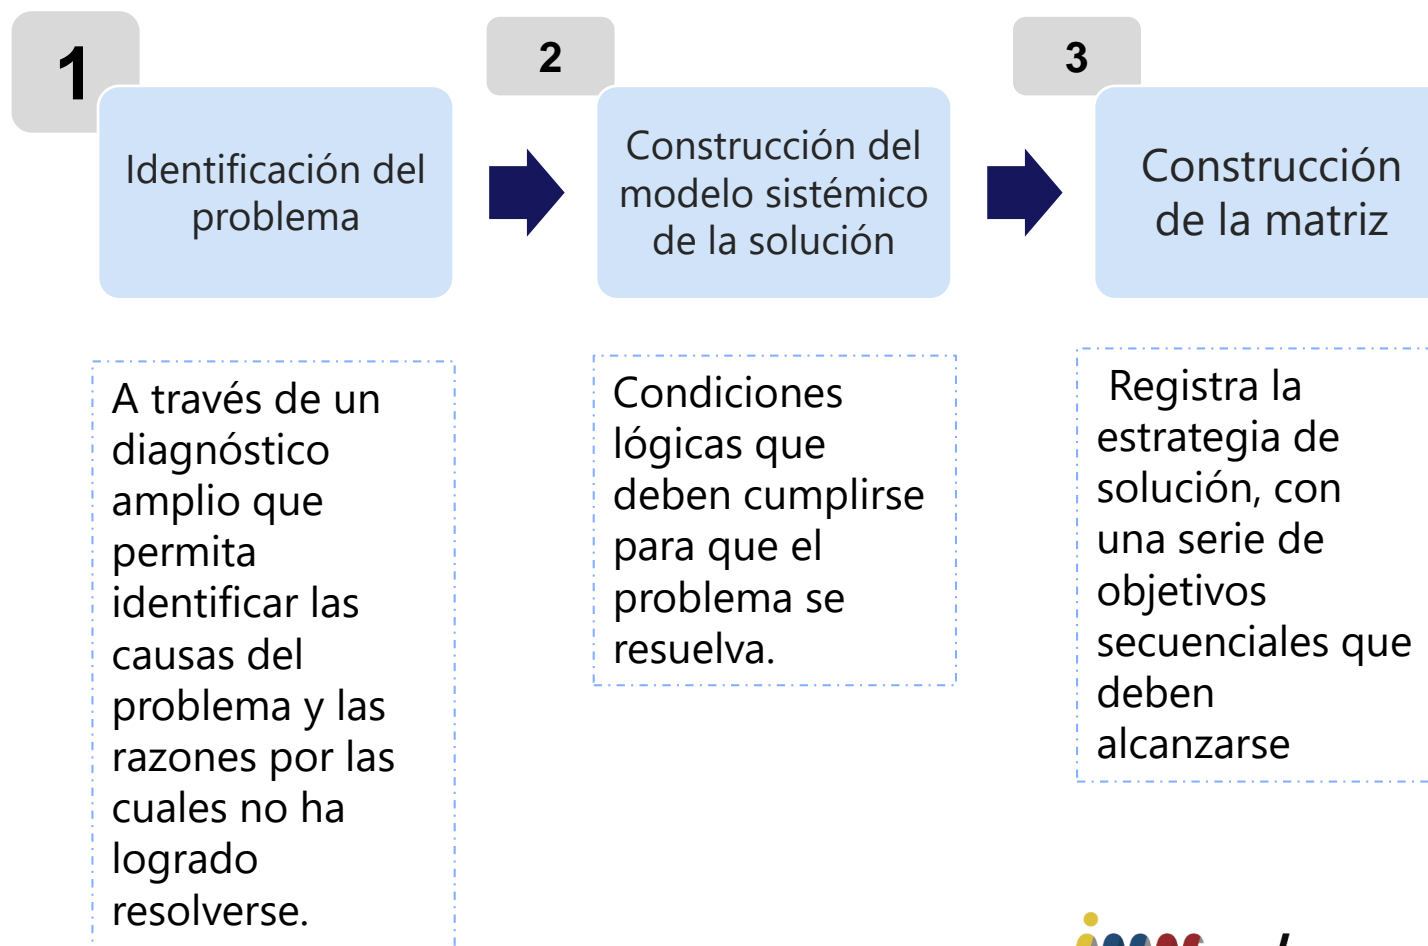 1
Identificación del
problema
A través de un
diagnóstico
amplio que
permita
identificar las
causas del
problema y las
razones por las
cuales no ha
logrado
resolverse.
2
Construcción del
modelo sistémico
de la solución
Condiciones
lógicas que
deben cumplirse
para que el
problema se
resuelva.
3
Construcción
de la matriz
Registra la
estrategia de
solución, con
una serie de
objetivos
secuenciales que
deben
alcanzarse